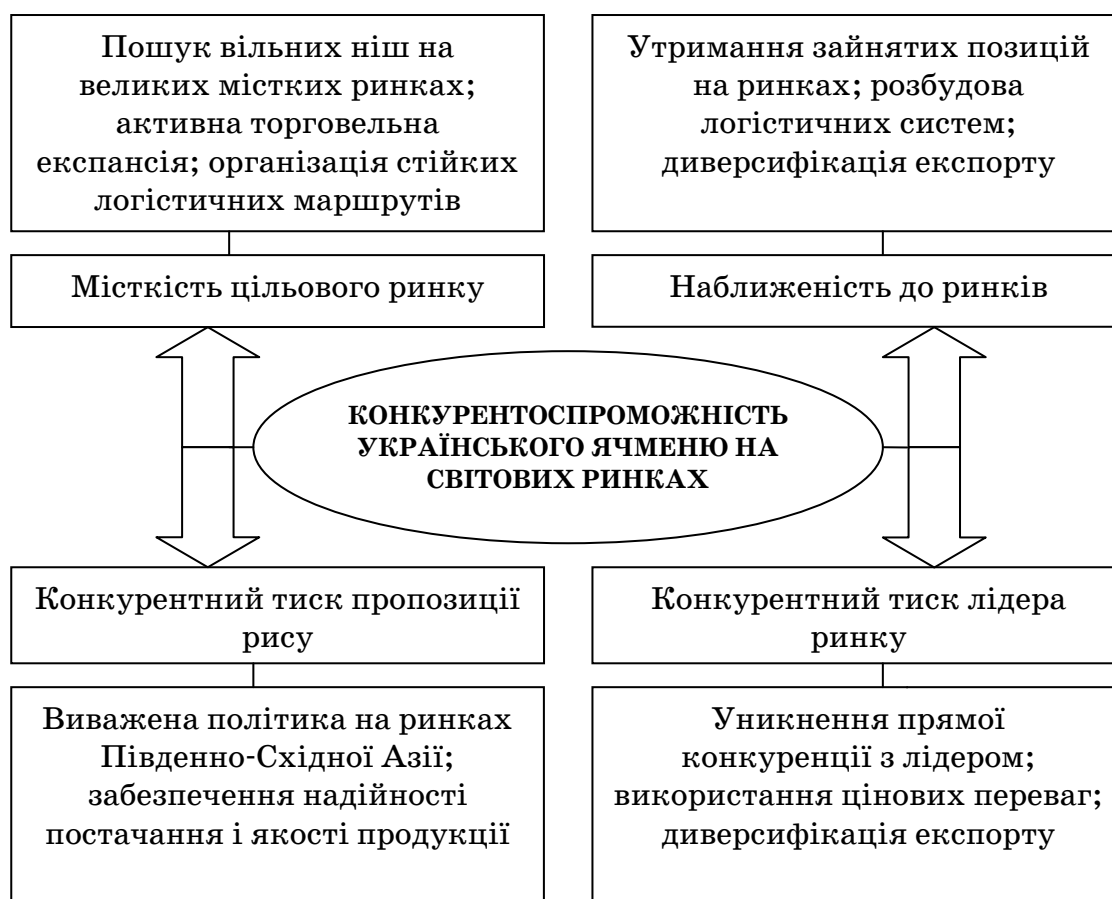 Пошук вільних ніш на
великих містких ринках;
активна торговельна
експансія; організація стійких
логістичних маршрутів
Утримання зайнятих позицій
на ринках; розбудова
логістичних систем;
диверсифікація експорту
Місткість цільового ринку
Наближеність до ринків
КОНКУРЕНТОСПРОМОЖНІСТЬ
УКРАЇНСЬКОГО ЯЧМЕНЮ НА
СВІТОВИХ РИНКАХ
Конкурентний тиск пропозиції
рису
Конкурентний тиск лідера
ринку
Виважена політика на ринках
Південно-Східної Азії;
забезпечення надійності
постачання і якості продукції
Уникнення прямої
конкуренції з лідером;
використання цінових переваг;
диверсифікація експорту